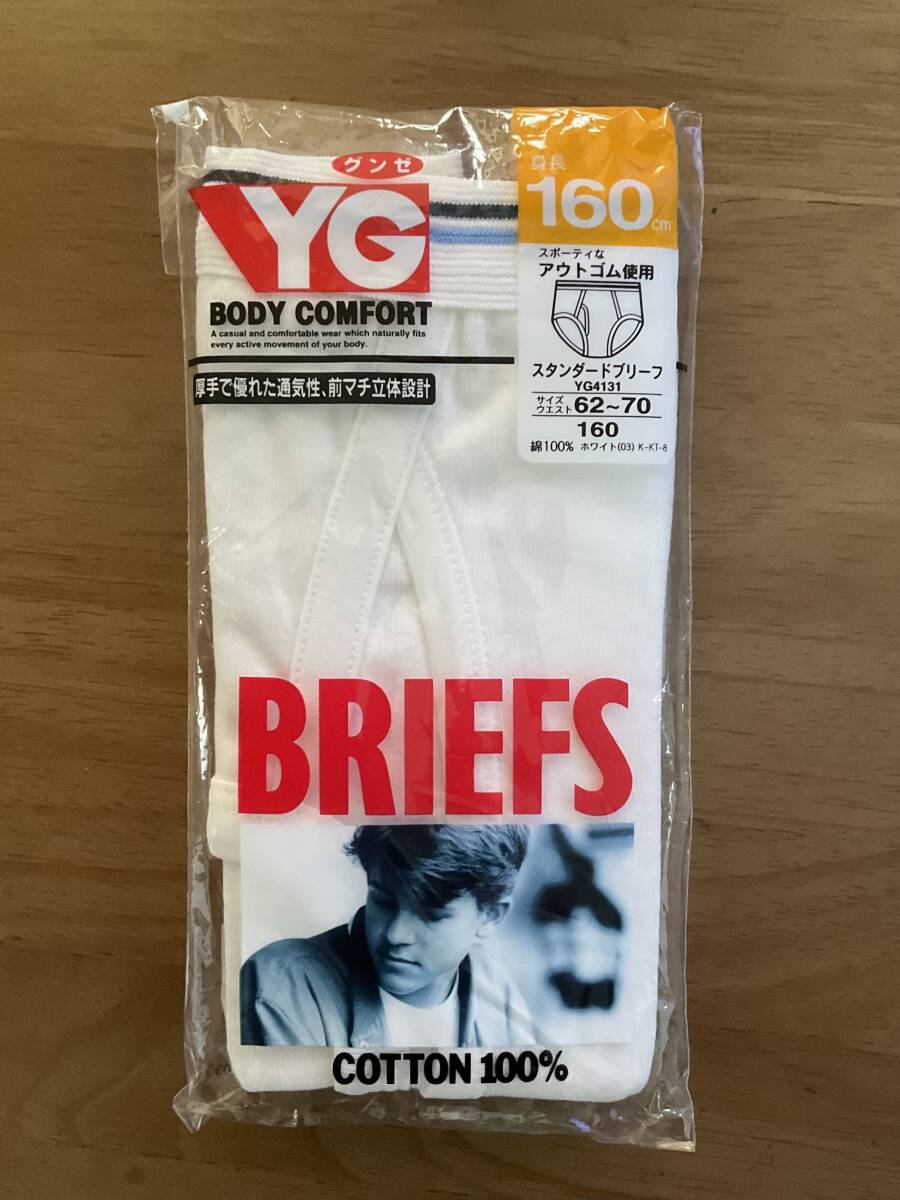 グンゼ
YG
BODY COMFORT
A casual and comfortable wear which naturally fits
every active movement of your body.
厚手で優れた通気性、前マチ立体設計
身長
160cm
スポーティな
アウトゴム使用
スタンダードブリーフ
YG4131
サイズ
ウエスト 62~70
160
綿100% ホワイト(03) K-KT-8
BRIEFS
COTTON 100%